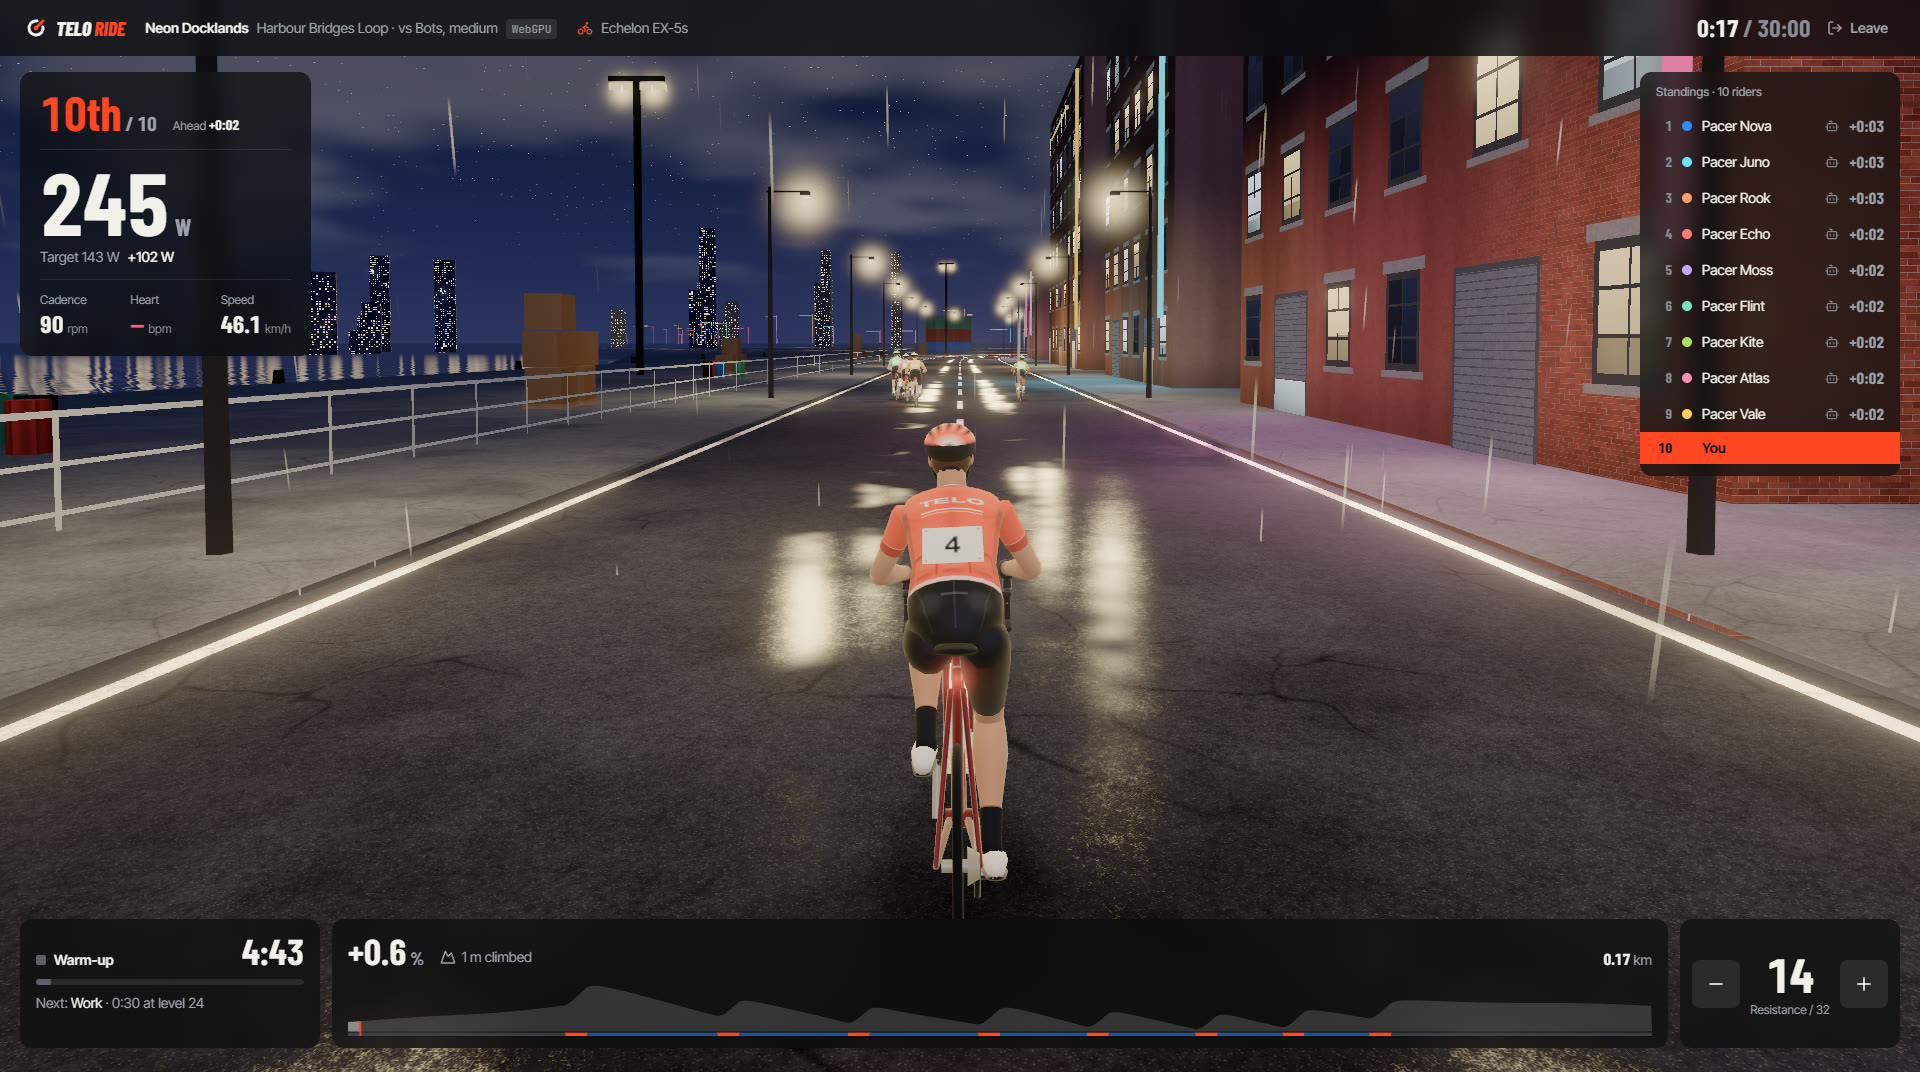 TELO RIDE Neon Docklands Harbour Bridges Loop · vs Bots, medium WebGPU Echelon EX-5s 0:17 / 30:00 Leave
10th / 10 Ahead +0:02
245 W
Target 143 W +102 W
Cadence Heart Speed
90 rpm – bpm 46.1 km/h
Standings · 10 riders
1 Pacer Nova +0:03
2 Pacer Juno +0:03
3 Pacer Rook +0:03
4 Pacer Echo +0:02
5 Pacer Moss +0:02
6 Pacer Flint +0:02
7 Pacer Kite +0:02
8 Pacer Atlas +0:02
9 Pacer Vale +0:02
10 You
TELO
4
Warm-up 4:43
Next: Work · 0:30 at level 24
+0.6 % 1 m climbed 0.17 km
− 14 +
Resistance / 32